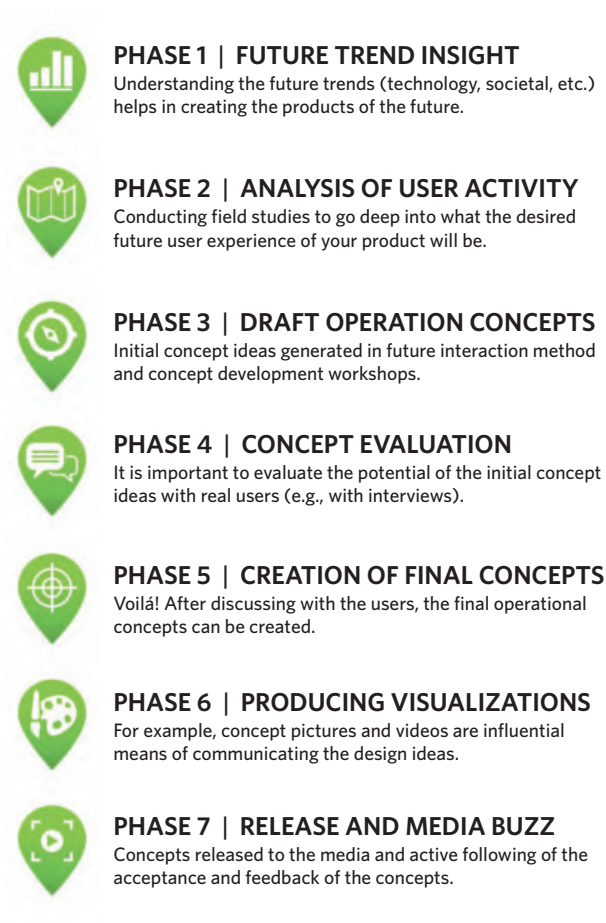 PHASE 1 | FUTURE TREND INSIGHT
Understanding the future trends (technology, societal, etc.)
helps in creating the products of the future.
PHASE 2 | ANALYSIS OF USER ACTIVITY
Conducting field studies to go deep into what the desired
future user experience of your product will be.
PHASE 3 | DRAFT OPERATION CONCEPTS
Initial concept ideas generated in future interaction method
and concept development workshops.
PHASE 4 | CONCEPT EVALUATION
It is important to evaluate the potential of the initial concept
ideas with real users (e.g., with interviews).
PHASE 5 | CREATION OF FINAL CONCEPTS
Voilá! After discussing with the users, the final operational
concepts can be created.
PHASE 6 | PRODUCING VISUALIZATIONS
For example, concept pictures and videos are influential
means of communicating the design ideas.
PHASE 7 | RELEASE AND MEDIA BUZZ
Concepts released to the media and active following of the
acceptance and feedback of the concepts.